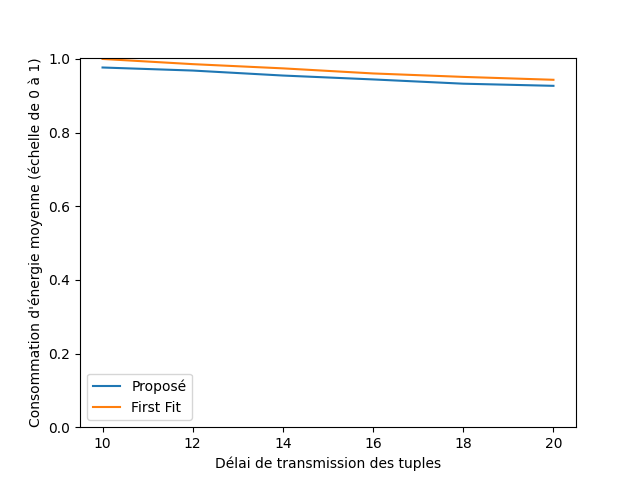 Consommation d'énergie moyenne (échelle de 0 à 1)
1.0
0.8
0.6
0.4
0.2
0.0
Proposé
First Fit
10 12 14 16 18 20
Délai de transmission des tuples